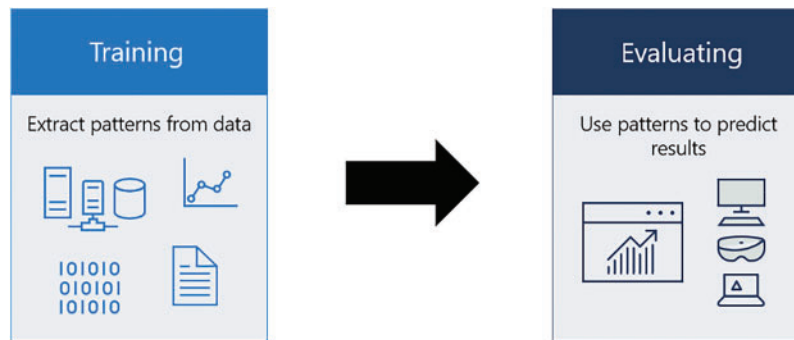 Training
Extract patterns from data
101010
010101
101010
Evaluating
Use patterns to predict
results